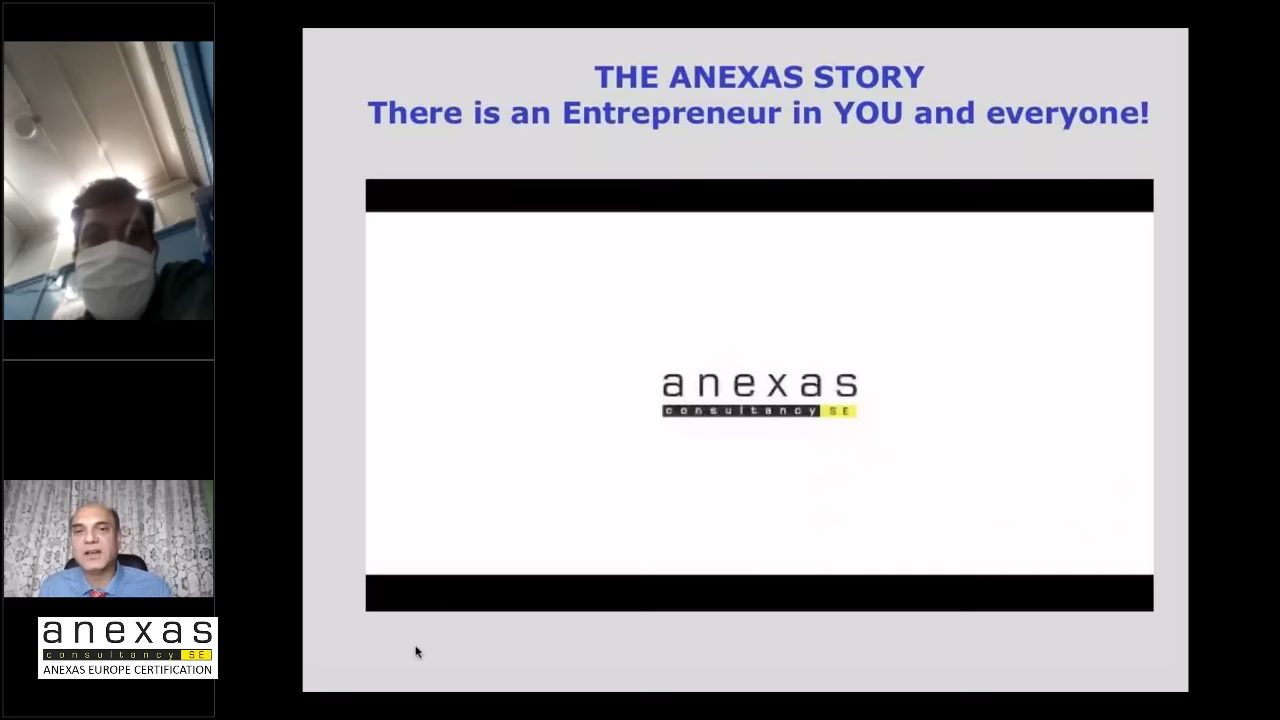 THE ANEXAS STORY
There is an Entrepreneur in YOU and everyone!
anexas
consultancy SE
anexas
consultancy SE
ANEXAS EUROPE CERTIFICATION